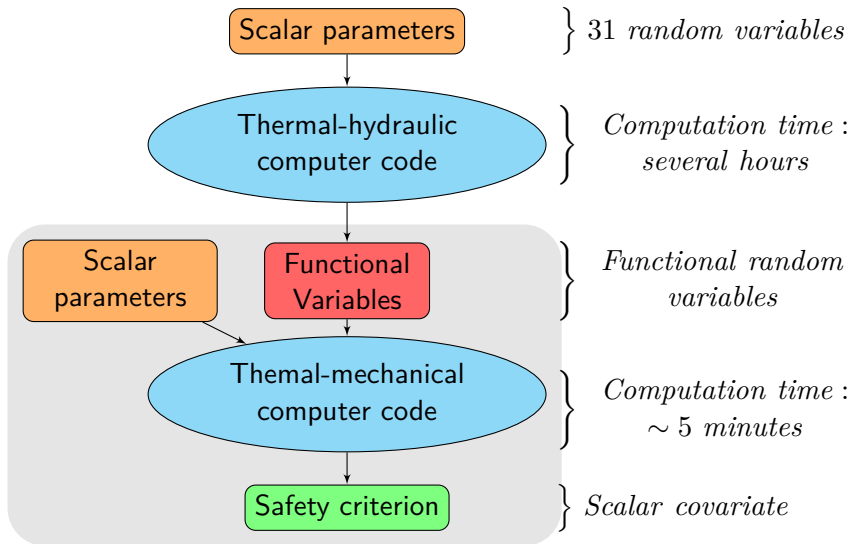 Scalar parameters
} 31 random variables
Thermal-hydraulic
computer code
} Computation time :
several hours
Scalar
parameters
Functional
Variables
} Functional random
variables
Themal-mechanical
computer code
} Computation time :
∼ 5 minutes
Safety criterion
} Scalar covariate